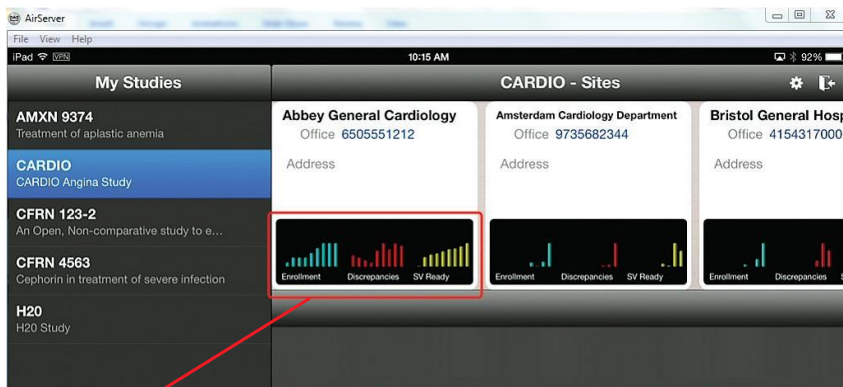 AirServer
File View Help
iPad VPN 10:15 AM 92%
My Studies
CARDIO - Sites
AMXN 9374
Treatment of aplastic anemia
CARDIO
CARDIO Angina Study
CFRN 123-2
An Open, Non-comparative study to e...
CFRN 4563
Cephorin in treatment of severe infection
H20
H20 Study
Abbey General Cardiology
Office 6505551212
Address
Enrollment Discrepancies SV Ready
Amsterdam Cardiology Department
Office 9735682344
Address
Enrollment Discrepancies SV Ready
Bristol General Hosp
Office 4154317000
Address
Enrollment Discrepancies S